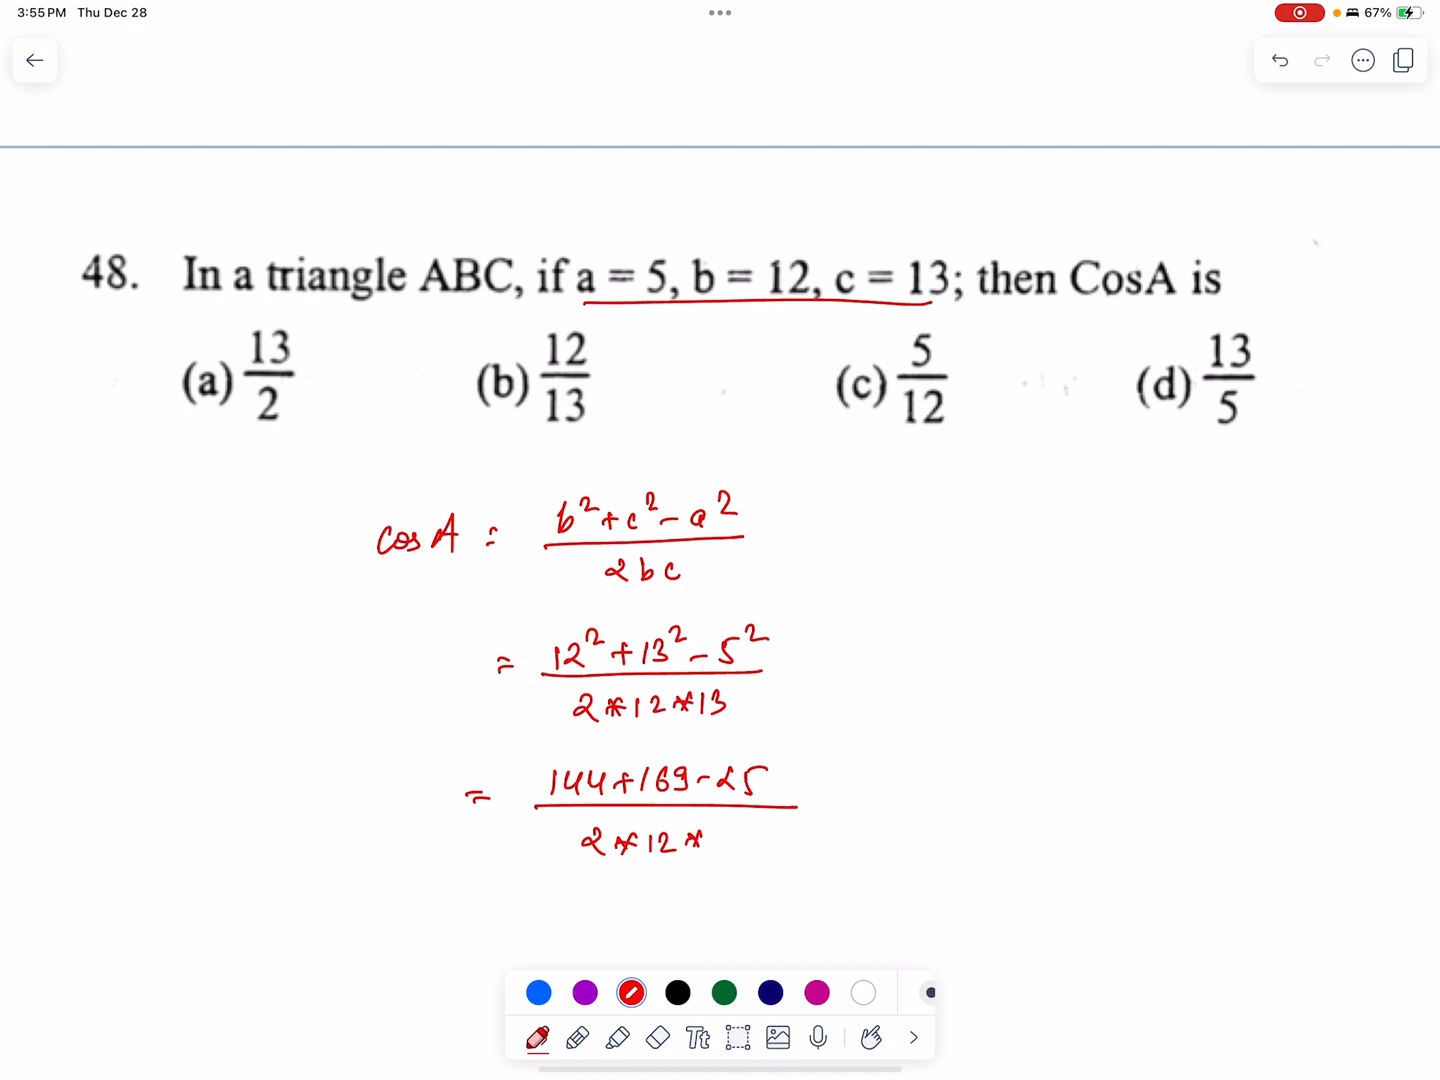 3:55 PM Thu Dec 28
67%
48. In a triangle ABC, if a = 5, b = 12, c = 13; then CosA is
(a) 13/2 (b) 12/13 (c) 5/12 (d) 13/5
cos A = b²+c²-a² / 2bc
= 12²+13²-5² / 2*12*13
= 144+169-25 / 2*12*
Tt